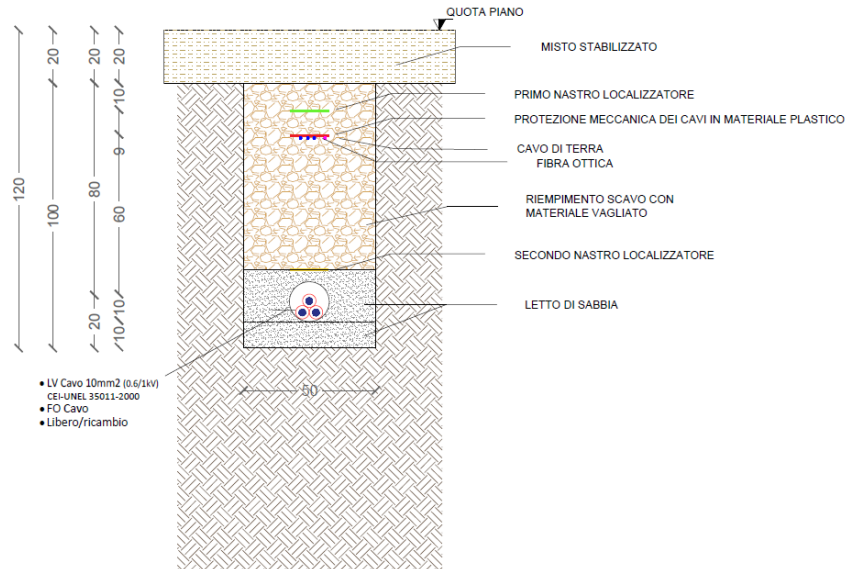 QUOTA PIANO
MISTO STABILIZZATO
PRIMO NASTRO LOCALIZZATORE
PROTEZIONE MECCANICA DEI CAVI IN MATERIALE PLASTICO
CAVO DI TERRA
FIBRA OTTICA
RIEMPIMENTO SCAVO CON
MATERIALE VAGLIATO
SECONDO NASTRO LOCALIZZATORE
LETTO DI SABBIA
120
20
100
20
80
20
20
10
9
60
10
10
50
• LV Cavo 10mm2 (0.6/1kV)
CEI-UNEL 35011-2000
• FO Cavo
• Libero/ricambio